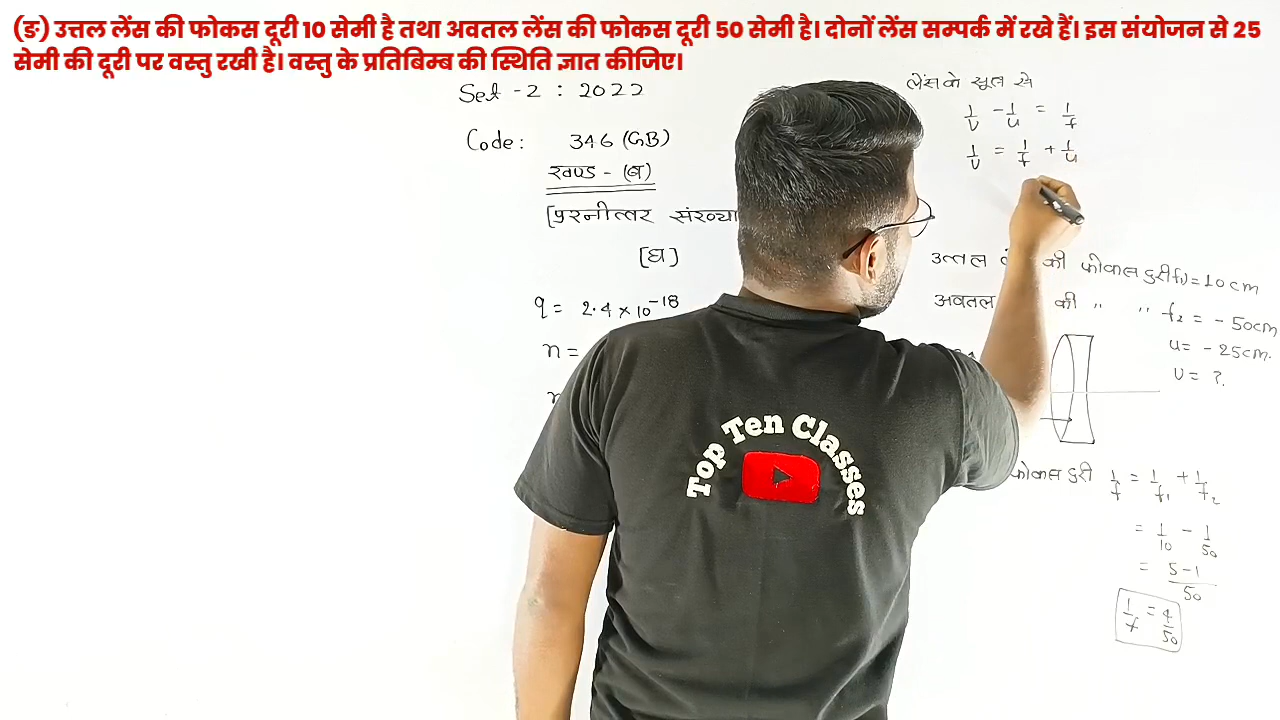 (ङ) उत्तल लेंस की फोकस दूरी 10 सेमी है तथा अवतल लेंस की फोकस दूरी 50 सेमी है। दोनों लेंस सम्पर्क में रखे हैं। इस संयोजन से 25
सेमी की दूरी पर वस्तु रखी है। वस्तु के प्रतिबिम्ब की स्थिति ज्ञात कीजिए।
Set - 2 : 2022
Code: 346 (GB)
खण्ड - (ब)
[प्रश्नोत्तर संख्या
[घ]
q = 2.4 × 10⁻¹⁸
n =
लेंस के सूत्र से
1/v - 1/u = 1/f
1/v = 1/f + 1/u
उत्तल की फोकस दुरी f₁ = 10 cm
अवतल की " " f₂ = - 50cm
u = - 25cm.
v = ?
फोकस दुरी 1/f = 1/f₁ + 1/f₂
= 1/10 - 1/50
= 5-1/50
1/f = 4/50
Top Ten Classes